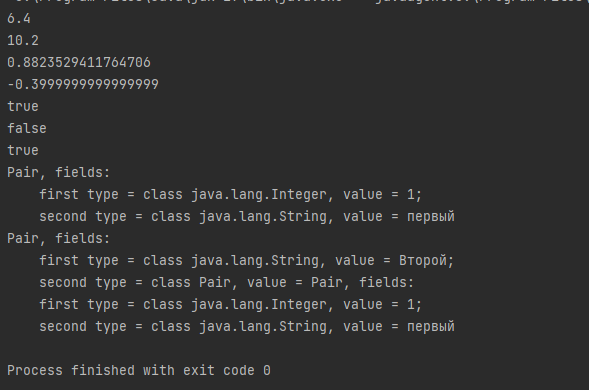 6.4
10.2
0.8823529411764706
-0.3999999999999999
true
false
true
Pair, fields:
    first type = class java.lang.Integer, value = 1;
    second type = class java.lang.String, value = первый
Pair, fields:
    first type = class java.lang.String, value = Второй;
    second type = class Pair, value = Pair, fields:
    first type = class java.lang.Integer, value = 1;
    second type = class java.lang.String, value = первый
Process finished with exit code 0